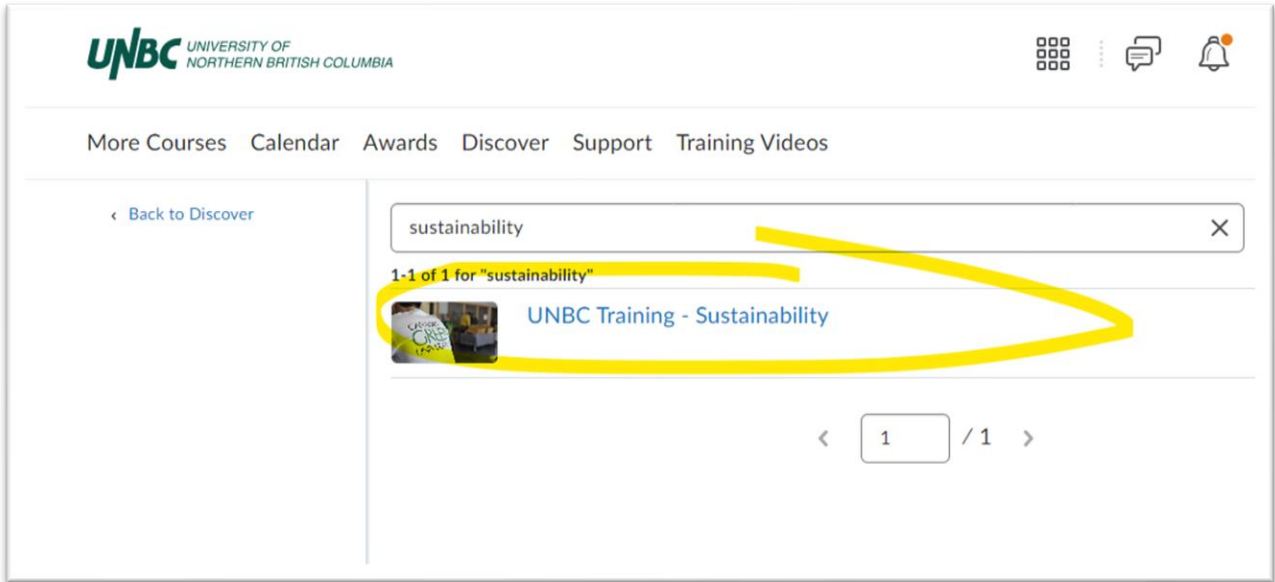 UNBC UNIVERSITY OF
NORTHERN BRITISH COLUMBIA
More Courses Calendar Awards Discover Support Training Videos
‹ Back to Discover
sustainability
1-1 of 1 for "sustainability"
UNBC Training - Sustainability
GREEN
1 / 1